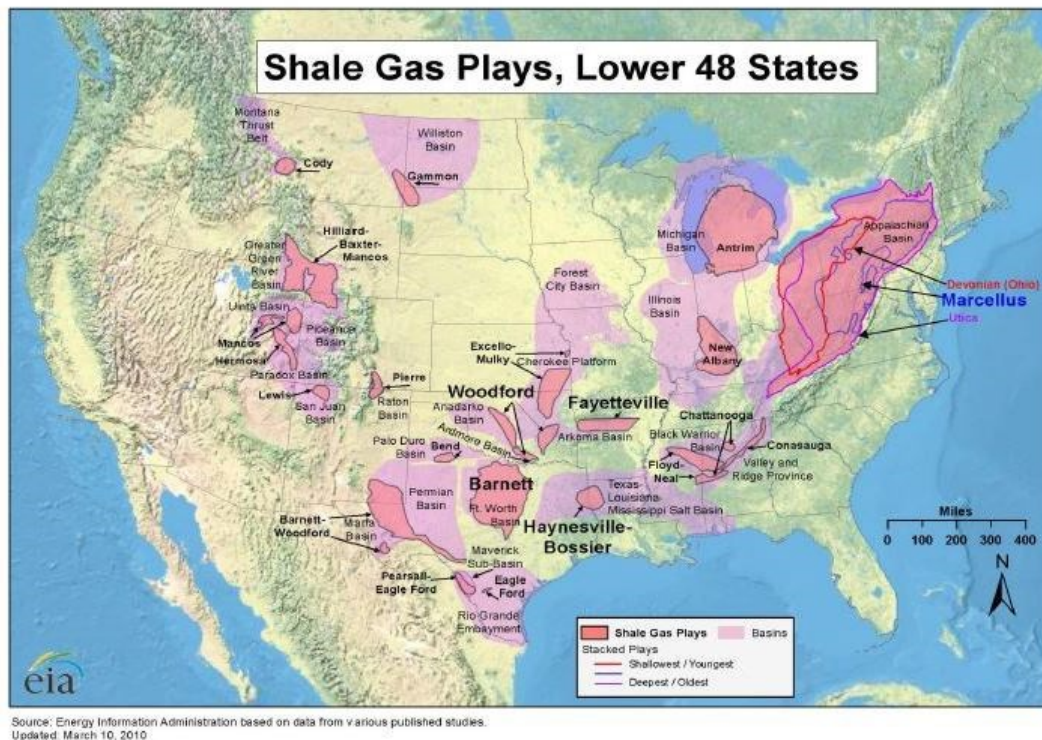 Shale Gas Plays, Lower 48 States
Montana
Thrust
Belt
Cody
Williston
Basin
Gammon
Hilliard-
Baxter-
Mancos
Greater
Green
River
Basin
Uinta Basin
Mancos
Piceance
Basin
Hermosa
Paradox Basin
Lewis
San Juan
Basin
Pierre
Raton
Basin
Michigan
Basin
Antrim
Appalachian
Basin
Devonian (Ohio)
Marcellus
Utica
Forest
City Basin
Illinois
Basin
New
Albany
Excello-
Mulky
Cherokee Platform
Woodford
Anadarko
Basin
Ardmore Basin
Arkoma Basin
Fayetteville
Chattanooga
Black Warrior
Basin
Conasauga
Floyd-
Neal
Valley and
Ridge Province
Palo Duro
Basin
Bend
Barnett
Ft. Worth
Basin
Permian
Basin
Barnett-
Woodford
Marfa
Basin
Texas-
Louisiana-
Mississippi Salt Basin
Haynesville-
Bossier
Maverick
Sub-Basin
Pearsall-
Eagle Ford
Eagle
Ford
Rio Grande
Embayment
Miles
0 100 200 300 400
N
Shale Gas Plays
Basins
Stacked Plays
Shallowest / Youngest
Deepest / Oldest
eia
Source: Energy Information Administration based on data from various published studies.
Updated: March 10, 2010